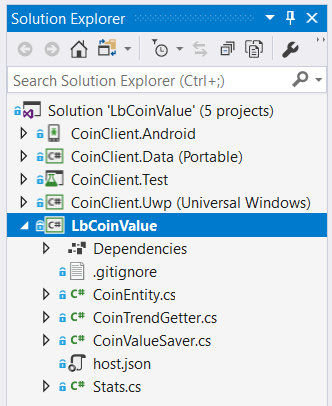 Solution Explorer
Search Solution Explorer (Ctrl+;)
Solution 'LbCoinValue' (5 projects)
CoinClient.Android
C# CoinClient.Data (Portable)
CoinClient.Test
C# CoinClient.Uwp (Universal Windows)
C# LbCoinValue
Dependencies
.gitignore
C# CoinEntity.cs
C# CoinTrendGetter.cs
C# CoinValueSaver.cs
host.json
C# Stats.cs